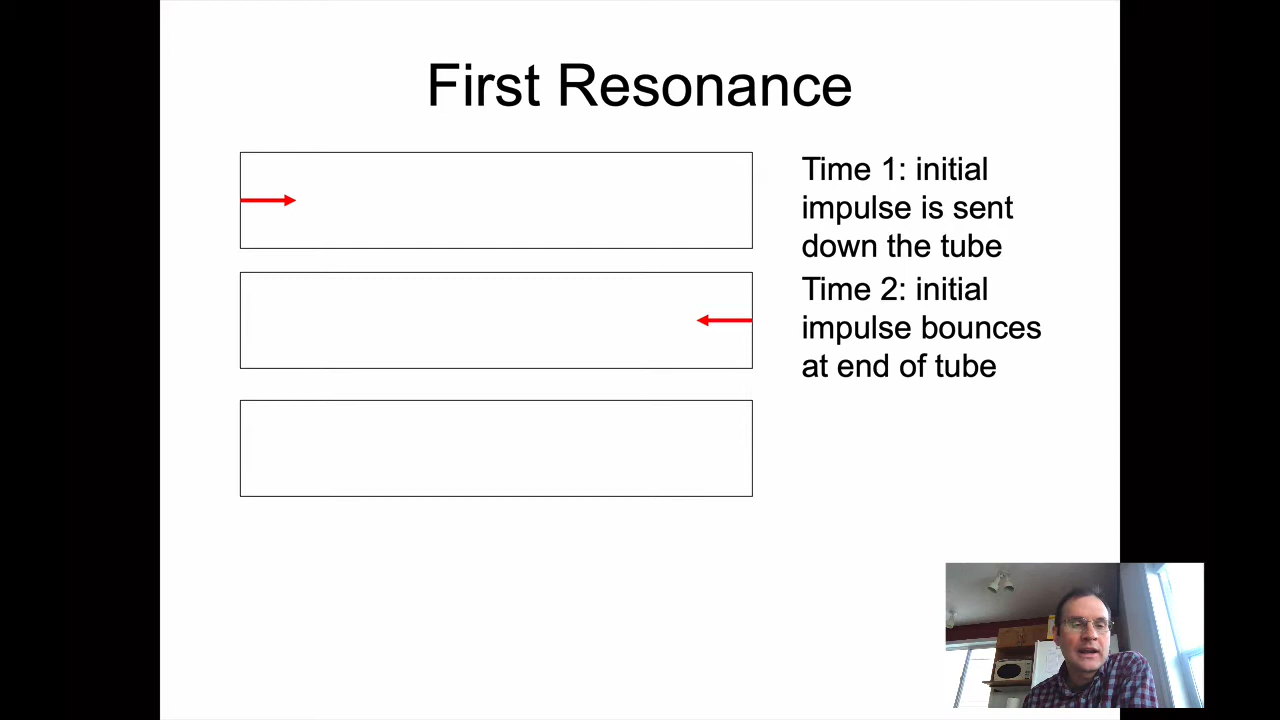 First Resonance
Time 1: initial
impulse is sent
down the tube
Time 2: initial
impulse bounces
at end of tube